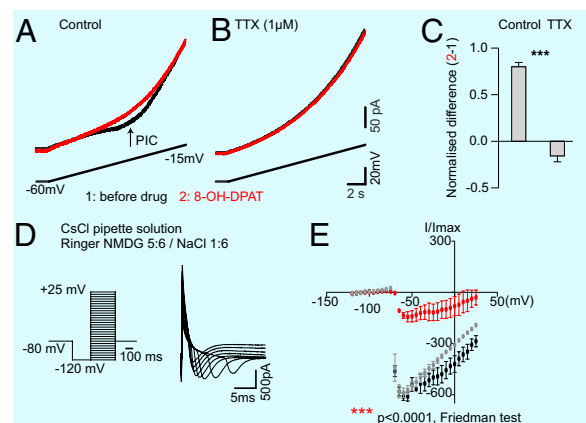 A Control
B TTX (1µM)
C Control TTX
PIC
-60mV
-15mV
50 pA
20mV
2 s
1: before drug 2: 8-OH-DPAT
Normalised difference (2-1)
1.0
0.5
0.0
-0.5
***
D CsCl pipette solution
Ringer NMDG 5:6 / NaCl 1:6
+25 mV
-80 mV
-120 mV
100 ms
5ms
500pA
E I/Imax
300
-150
-100
-50
50(mV)
-300
-600
*** p<0.0001, Friedman test